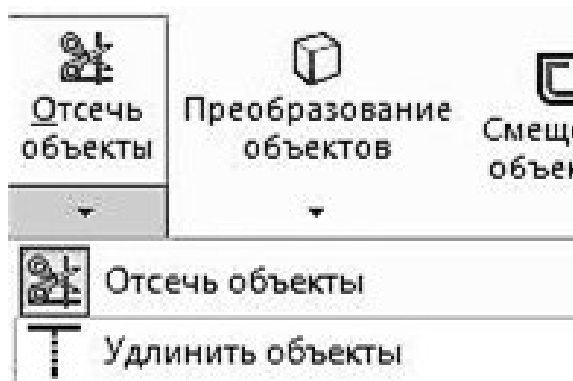 Отсечь
объекты
Преобразование
объектов
Отсечь объекты
Удлинить объекты